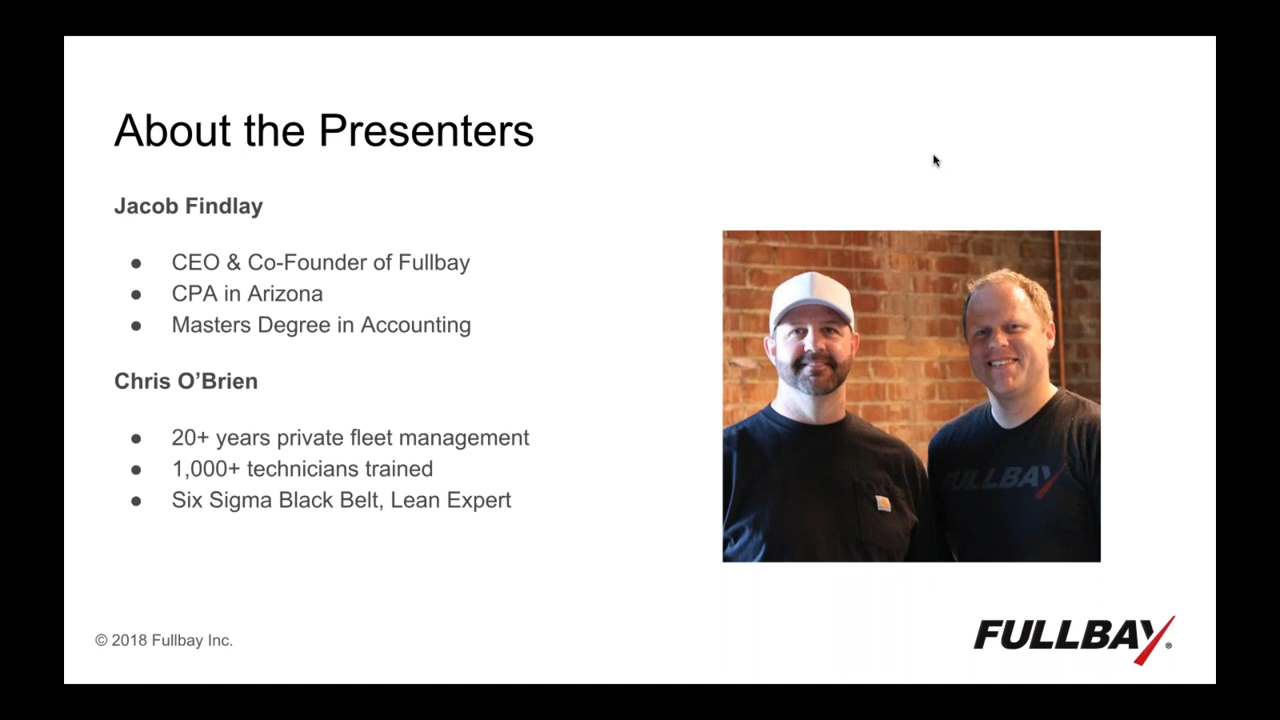 About the Presenters
Jacob Findlay
● CEO & Co-Founder of Fullbay
● CPA in Arizona
● Masters Degree in Accounting
Chris O’Brien
● 20+ years private fleet management
● 1,000+ technicians trained
● Six Sigma Black Belt, Lean Expert
FULLBAY
© 2018 Fullbay Inc.
FULLBAY®